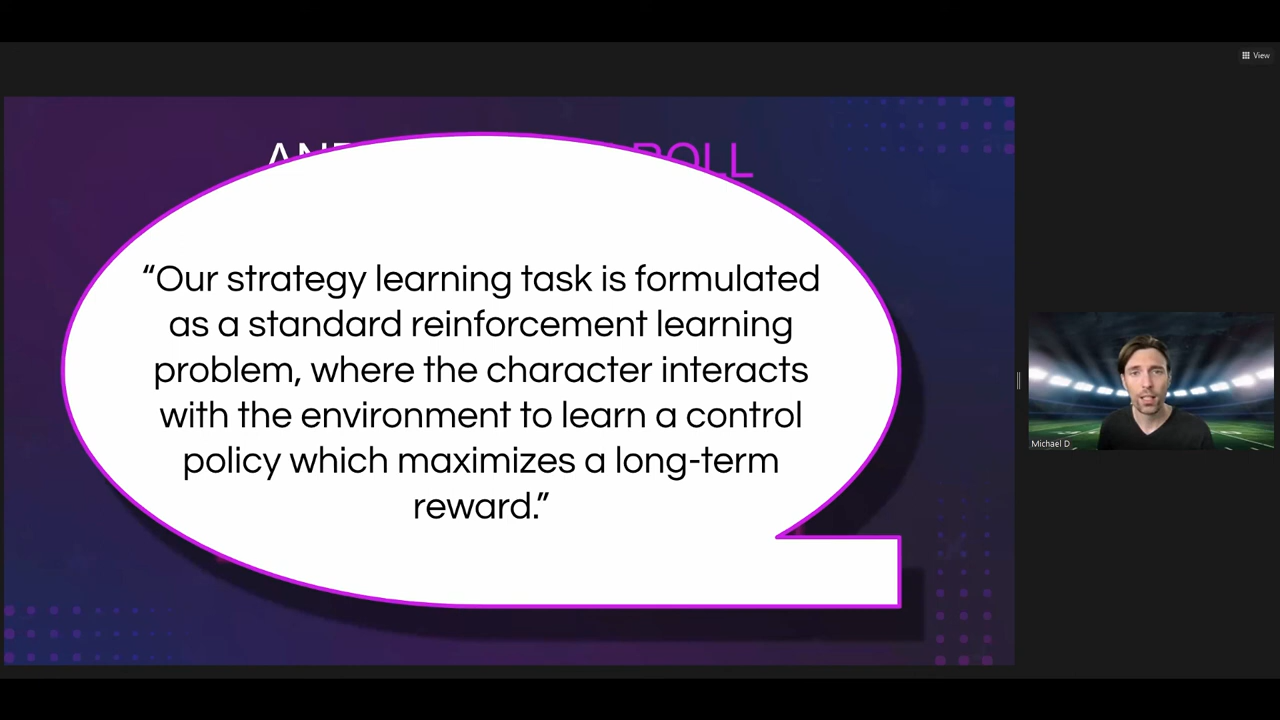 View
“Our strategy learning task is formulated
as a standard reinforcement learning
problem, where the character interacts
with the environment to learn a control
policy which maximizes a long-term
reward.”
Michael D